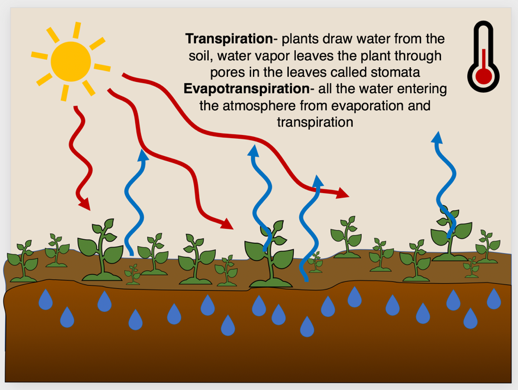 Transpiration- plants draw water from the
soil, water vapor leaves the plant through
pores in the leaves called stomata
Evapotranspiration- all the water entering
the atmosphere from evaporation and
transpiration